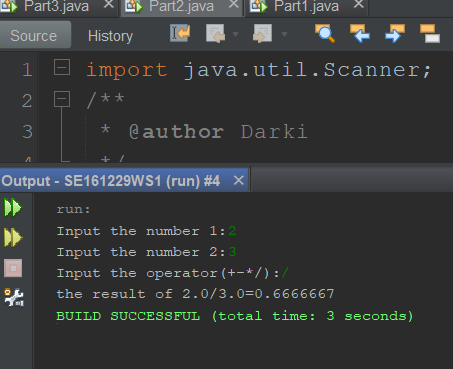 Part3.java × Part2.java × Part1.java ×
Source History
1 import java.util.Scanner;
2 /**
3 * @author Darki
4 */
Output - SE161229WS1 (run) #4 ×
run:
Input the number 1:2
Input the number 2:3
Input the operator(+-*/):/
the result of 2.0/3.0=0.6666667
BUILD SUCCESSFUL (total time: 3 seconds)